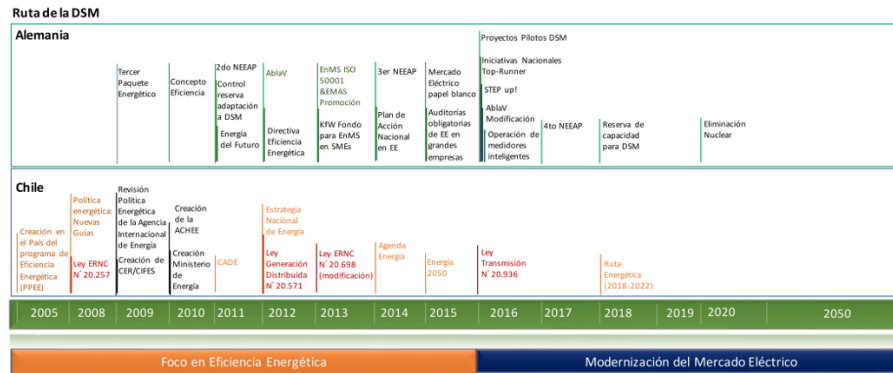 Ruta de la DSM
Alemania
Tercer
Paquete
Energético
Concepto
Eficiencia
2do NEEAP
Control
reserva
adaptación
a DSM
Energía
del Futuro
AblaV
Directiva
Eficiencia
Energética
EnMS ISO
50001
&EMAS
Promoción
KfW Fondo
para EnMS
en SMEs
3er NEEAP
Plan de
Acción
Nacional
en EE
Mercado
Eléctrico
papel blanco
Auditorías
obligatorias
de EE en
grandes
empresas
Proyectos Pilotos DSM
Iniciativas Nacionales
Top-Runner
STEP up!
AblaV
Modificación
Operación de
medidores
inteligentes
4to NEEAP
Reserva de
capacidad
para DSM
Eliminación
Nuclear
Chile
Creación en
el País del
programa de
Eficiencia
Energética
(PPEE)
Política
energética:
Nuevas
Guías
Ley ERNC
N° 20.257
Revisión
Política
Energética
de la Agencia
Internacional
de Energía
Creación de
CER/CIFES
Creación
de la
ACHEE
Creación
Ministerio
de
Energía
CADE
Estrategia
Nacional
de Energía
Ley
Generación
Distribuida
N° 20.571
Ley ERNC
N° 20.698
(modificación)
Agenda
Energía
Energía
2050
Ley
Transmisión
N° 20.936
Ruta
Energética
(2018-2022)
2005 2008 2009 2010 2011 2012 2013 2014 2015 2016 2017 2018 2019 2020 2050
Foco en Eficiencia Energética
Modernización del Mercado Eléctrico